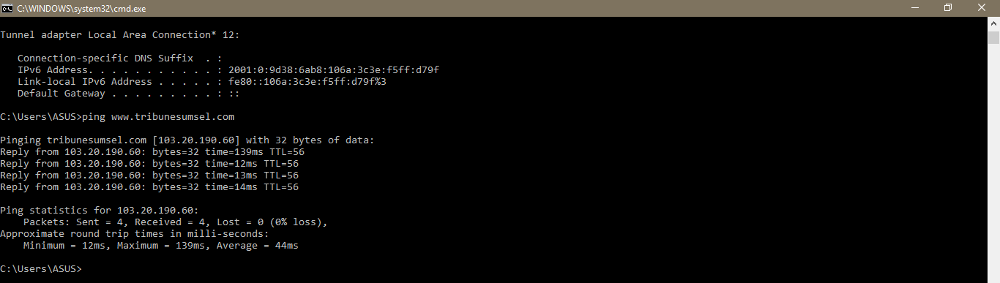 C:\WINDOWS\system32\cmd.exe
Tunnel adapter Local Area Connection* 12:
Connection-specific DNS Suffix  . :
IPv6 Address. . . . . . . . . . . : 2001:0:9d38:6ab8:106a:3c3e:f5ff:d79f
Link-local IPv6 Address . . . . . : fe80::106a:3c3e:f5ff:d79f%3
Default Gateway . . . . . . . . . : ::
C:\Users\ASUS>ping www.tribunesumsel.com
Pinging tribunesumsel.com [103.20.190.60] with 32 bytes of data:
Reply from 103.20.190.60: bytes=32 time=139ms TTL=56
Reply from 103.20.190.60: bytes=32 time=12ms TTL=56
Reply from 103.20.190.60: bytes=32 time=13ms TTL=56
Reply from 103.20.190.60: bytes=32 time=14ms TTL=56
Ping statistics for 103.20.190.60:
Packets: Sent = 4, Received = 4, Lost = 0 (0% loss),
Approximate round trip times in milli-seconds:
Minimum = 12ms, Maximum = 139ms, Average = 44ms
C:\Users\ASUS>